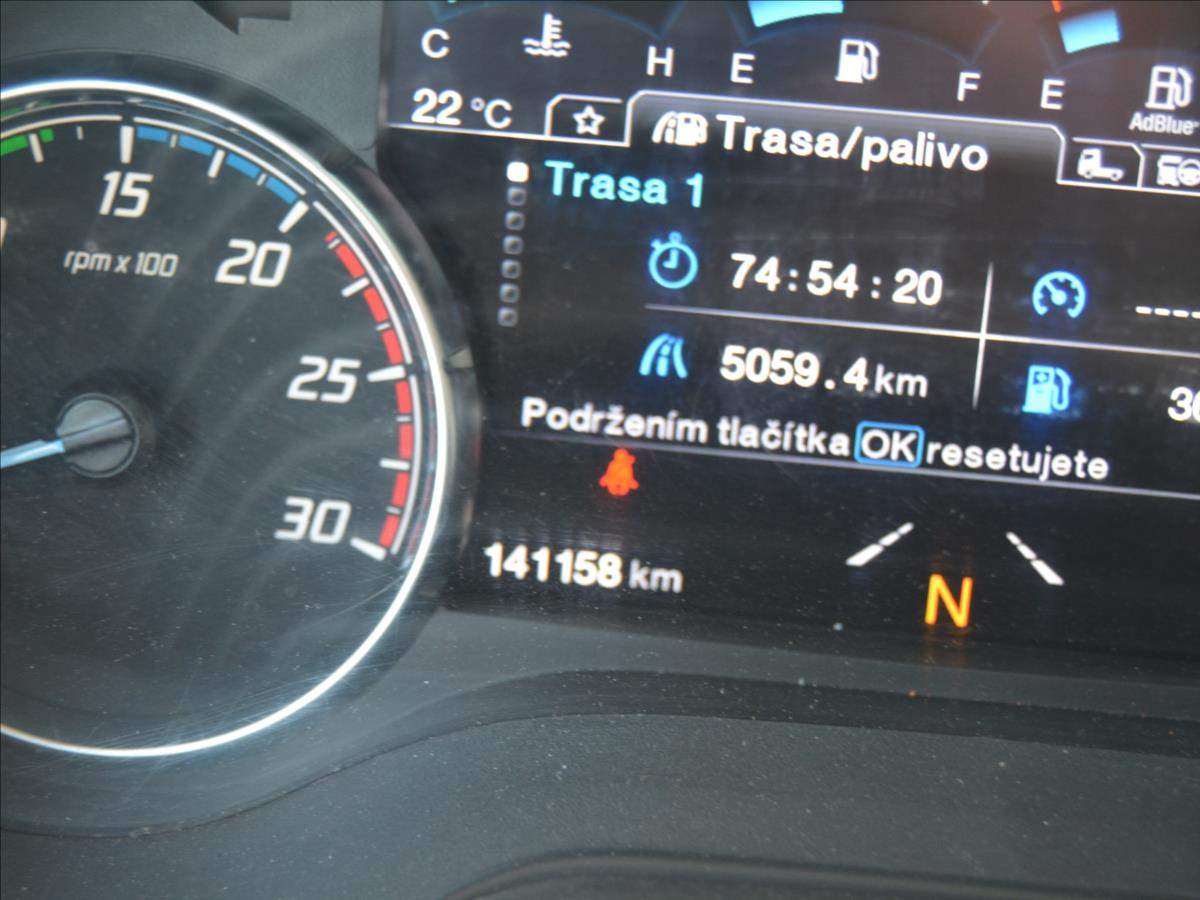 C H E F E
AdBlue
22 °C
Trasa/palivo
Trasa 1
15
rpm x 100
20
74:54:20
----
25
5059.4 km
30
Podržením tlačítka OK resetujete
30
141158 km
N